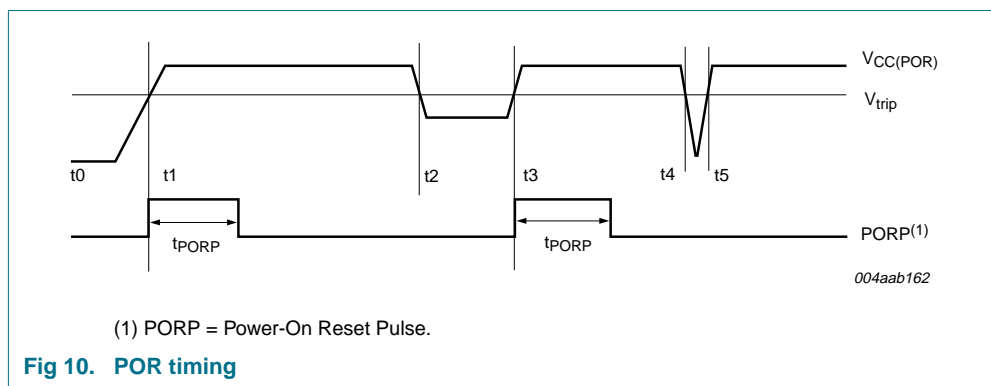 VCC(POR)
Vtrip
t0
t1
t2
t3
t4
t5
tPORP
tPORP
PORP(1)
004aab162
(1) PORP = Power-On Reset Pulse.
Fig 10. POR timing